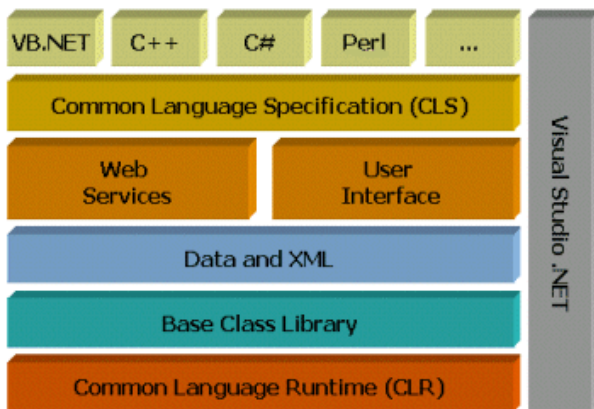 VB.NET
C++
C#
Perl
...
Common Language Specification (CLS)
Web
Services
User
Interface
Data and XML
Base Class Library
Common Language Runtime (CLR)
Visual Studio .NET